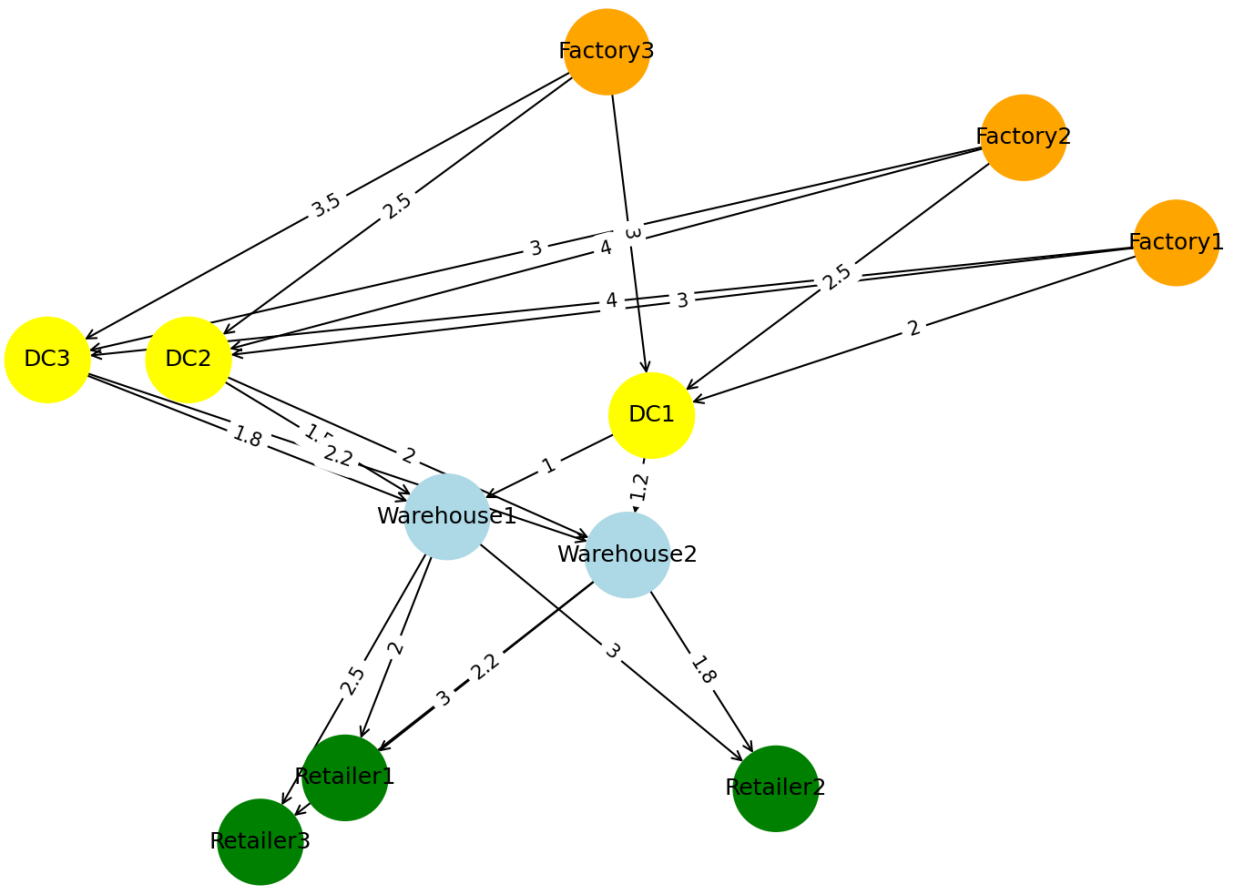 Factory3
Factory2
Factory1
3.5
2.5
3
3
4
2.5
4
3
2
DC3
DC2
DC1
1.8
2.2
2
1
1.2
Warehouse1
Warehouse2
2.5
2
3
2.2
3
1.8
Retailer1
Retailer2
Retailer3